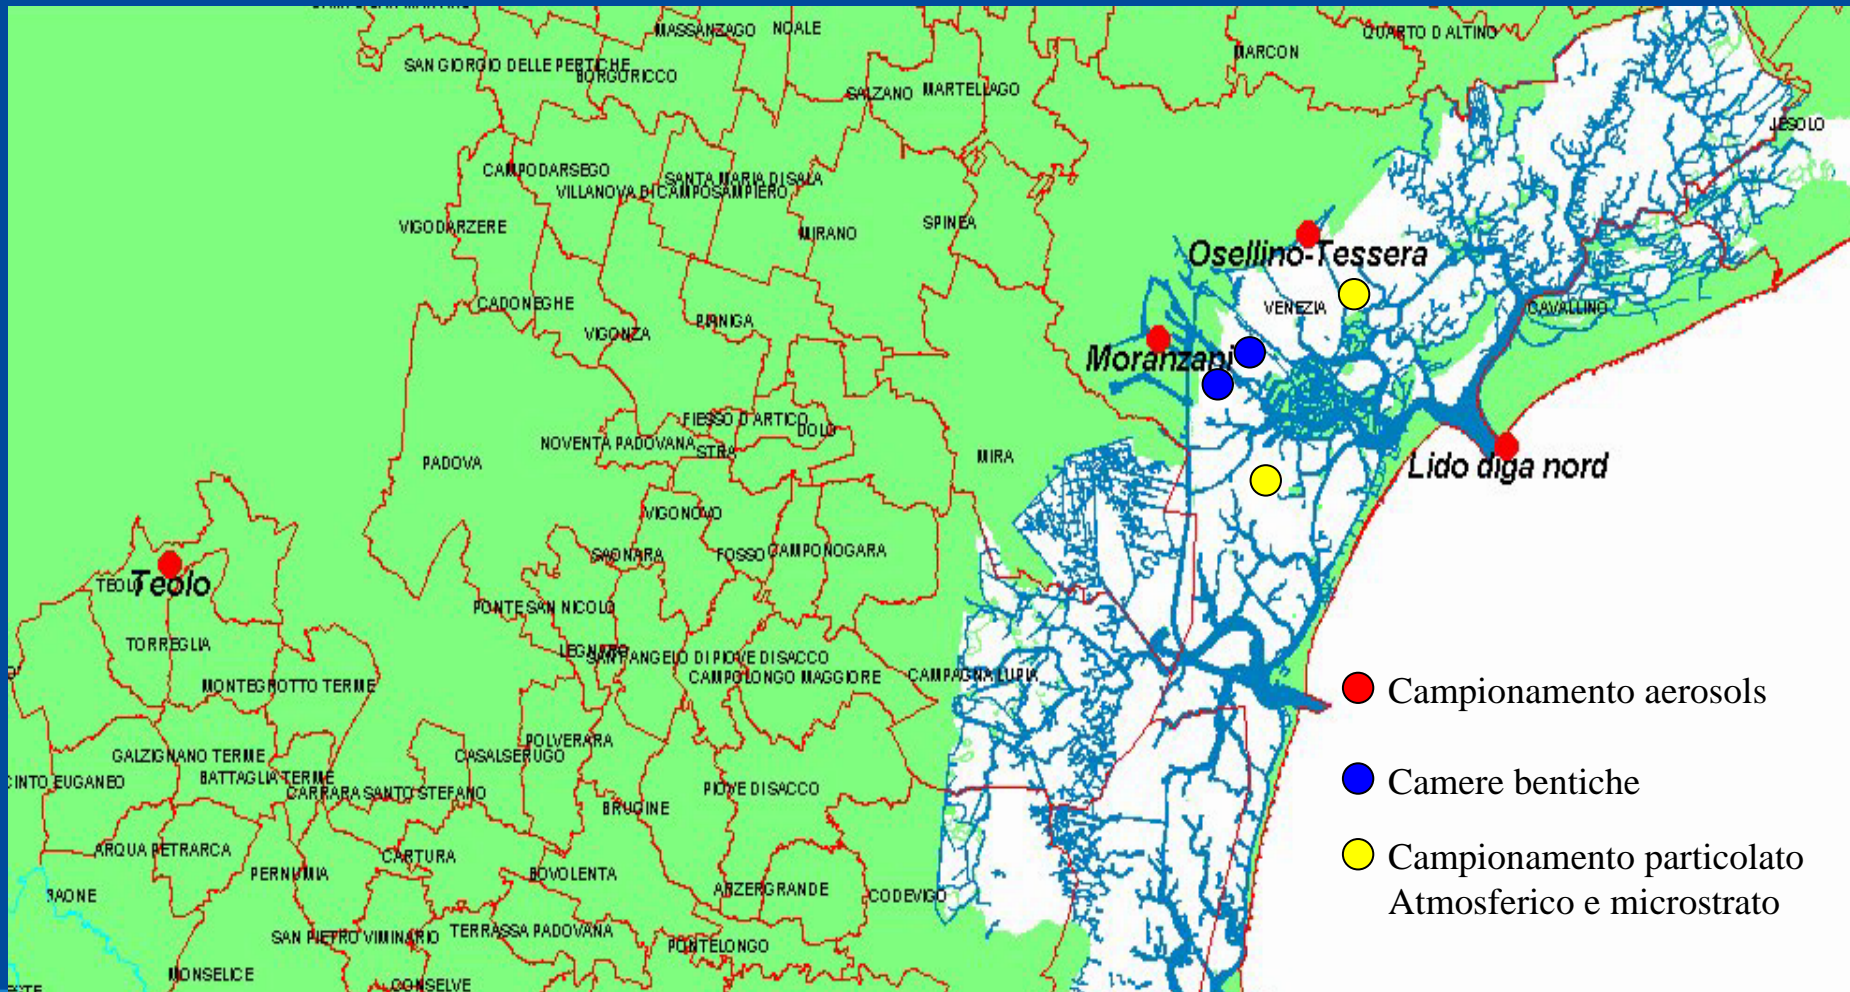 MASSANZAGO
NOALE
QUARTO D ALTINO
MARCON
SAN GIORGIO DELLE PERTICHE
BORGORICCO
SALZANO
MARTELLAGO
JESOLO
CAMPODARSEGO
SANTA MARIA DI SALA
VILLANOVA DI CAMPOSAMPIERO
VIGODARZERE
MIRANO
SPINEA
Osellino-Tessera
CADONEGHE
VENEZIA
CAVALLINO
PIANIGA
VIGONZA
Moranzani
FIESSO D'ARTICO
DOLO
NOVENTA PADOVANA
STRA
PADOVA
MIRA
Lido diga nord
VIGONOVO
SAONARA
FOSSO
CAMPONOGARA
TEOLO
Teolo
PONTE SAN NICOLO
TORREGLIA
LEGNARO
SANT'ANGELO DI PIOVE DI SACCO
CAMPOLONGO MAGGIORE
CAMPAGNA LUPIA
MONTEGROTTO TERME
Campionamento aerosols
POLVERARA
GALZIGNANO TERME
CASALSERUGO
BATTAGLIA TERME
CINTO EUGANEO
CARRARA SANTO STEFANO
PIOVE DI SACCO
Camere bentiche
BRUGINE
ARQUA PETRARCA
CARTURA
PERNUMIA
BOVOLENTA
Campionamento particolato
Atmosferico e microstrato
BAONE
ARZERGRANDE
CODEVIGO
SAN PIETRO VIMINARIO
TERRASSA PADOVANA
PONTELONGO
MONSELICE
CONSELVE